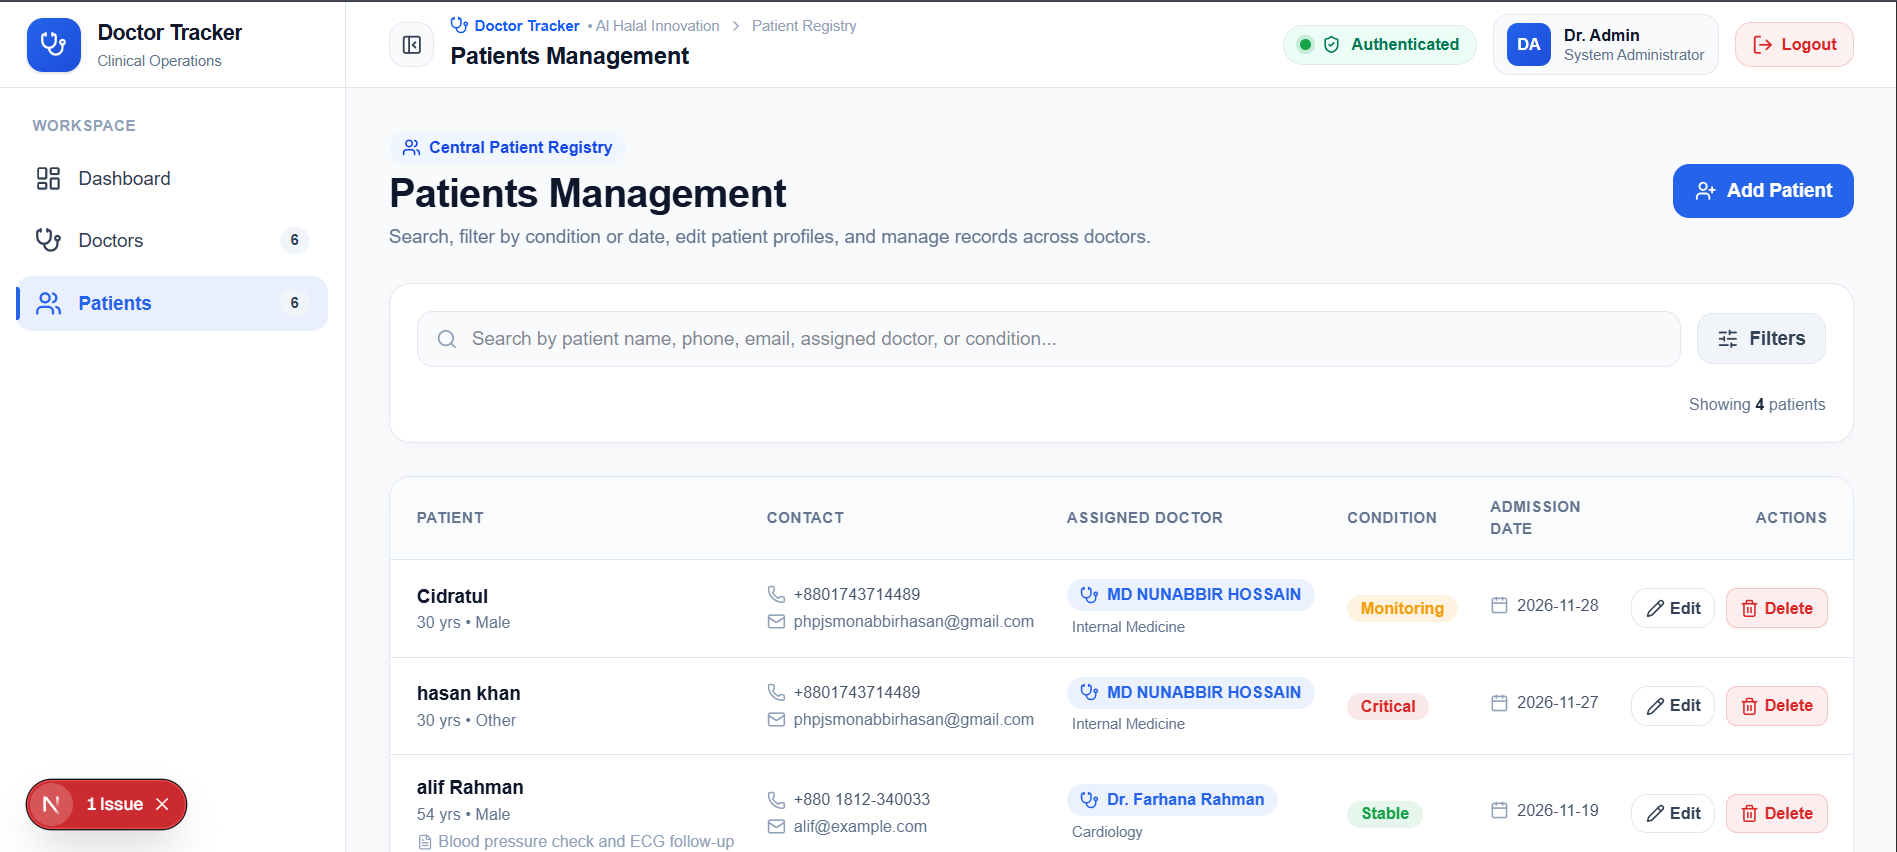 Doctor Tracker
Clinical Operations
Doctor Tracker • Al Halal Innovation > Patient Registry
Patients Management
Authenticated
DA
Dr. Admin
System Administrator
Logout
WORKSPACE
Dashboard
Doctors 6
Patients 6
Central Patient Registry
Patients Management
Search, filter by condition or date, edit patient profiles, and manage records across doctors.
Add Patient
Search by patient name, phone, email, assigned doctor, or condition...
Filters
Showing 4 patients
PATIENT CONTACT ASSIGNED DOCTOR CONDITION ADMISSION DATE ACTIONS
Cidratul
30 yrs • Male
+8801743714489
phpjsmonabbirhasan@gmail.com
MD NUNABBIR HOSSAIN
Internal Medicine
Monitoring
2026-11-28
Edit
Delete
hasan khan
30 yrs • Other
+8801743714489
phpjsmonabbirhasan@gmail.com
MD NUNABBIR HOSSAIN
Internal Medicine
Critical
2026-11-27
Edit
Delete
alif Rahman
54 yrs • Male
Blood pressure check and ECG follow-up
+880 1812-340033
alif@example.com
Dr. Farhana Rahman
Cardiology
Stable
2026-11-19
Edit
Delete
N 1 Issue